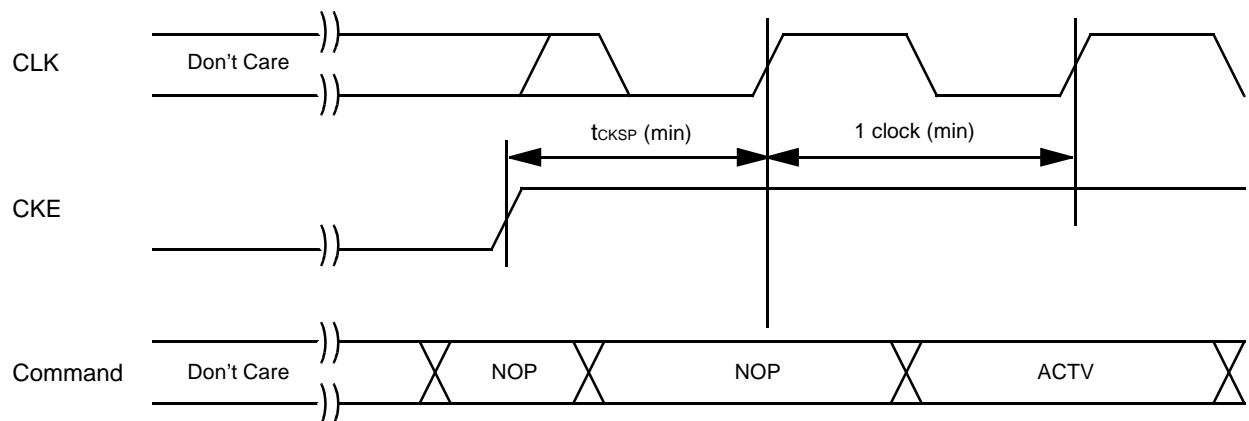 CLK
Don't Care
tCKSP (min)
1 clock (min)
CKE
Command
Don't Care
NOP
NOP
ACTV